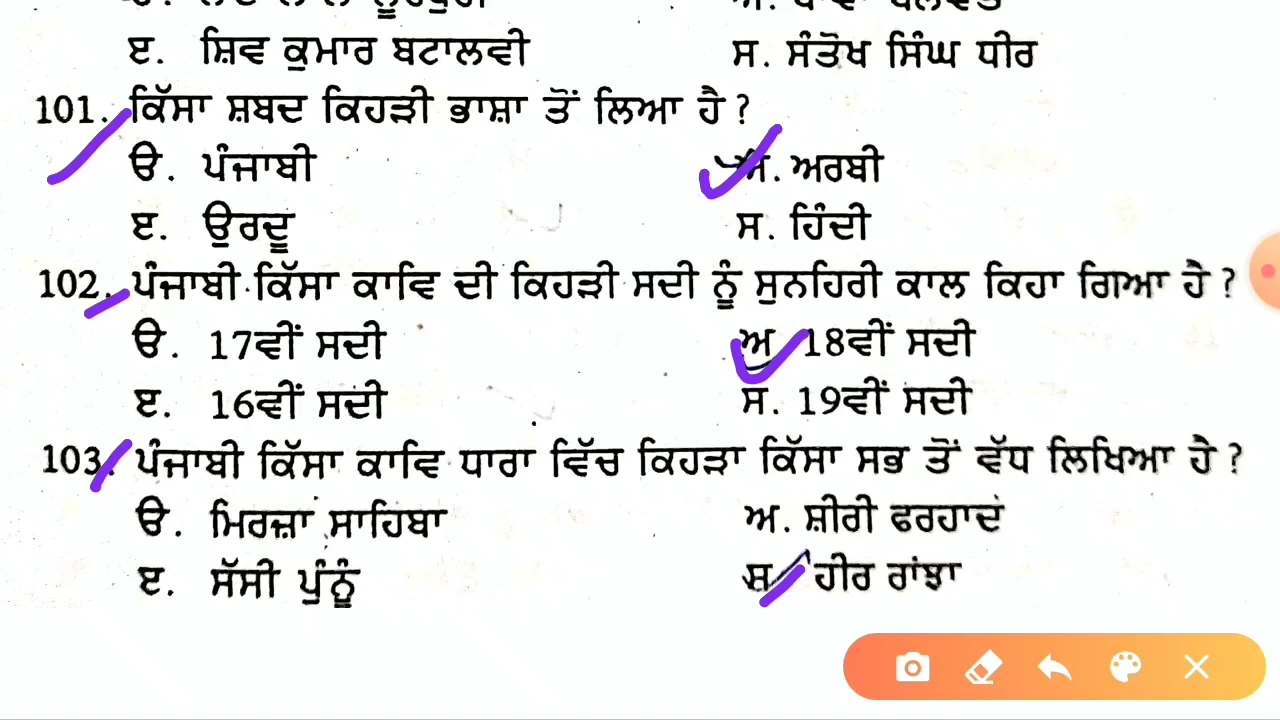 ੲ. ਸ਼ਿਵ ਕੁਮਾਰ ਬਟਾਲਵੀ ਸ. ਸੰਤੋਖ ਸਿੰਘ ਧੀਰ
101. ਕਿੱਸਾ ਸ਼ਬਦ ਕਿਹੜੀ ਭਾਸ਼ਾ ਤੋਂ ਲਿਆ ਹੈ ?
ੳ. ਪੰਜਾਬੀ ਅ. ਅਰਬੀ
ੲ. ਉਰਦੂ ਸ. ਹਿੰਦੀ
102. ਪੰਜਾਬੀ ਕਿੱਸਾ ਕਾਵਿ ਦੀ ਕਿਹੜੀ ਸਦੀ ਨੂੰ ਸੁਨਹਿਰੀ ਕਾਲ ਕਿਹਾ ਗਿਆ ਹੈ ?
ੳ. 17ਵੀਂ ਸਦੀ ਅ 18ਵੀਂ ਸਦੀ
ੲ. 16ਵੀਂ ਸਦੀ ਸ. 19ਵੀਂ ਸਦੀ
103. ਪੰਜਾਬੀ ਕਿੱਸਾ ਕਾਵਿ ਧਾਰਾ ਵਿੱਚ ਕਿਹੜਾ ਕਿੱਸਾ ਸਭ ਤੋਂ ਵੱਧ ਲਿਖਿਆ ਹੈ ?
ੳ. ਮਿਰਜ਼ਾ ਸਾਹਿਬਾ ਅ. ਸ਼ੀਰੀ ਫਰਹਾਦ
ੲ. ਸੱਸੀ ਪੁੰਨੂੰ ਸ. ਹੀਰ ਰਾਂਝਾ